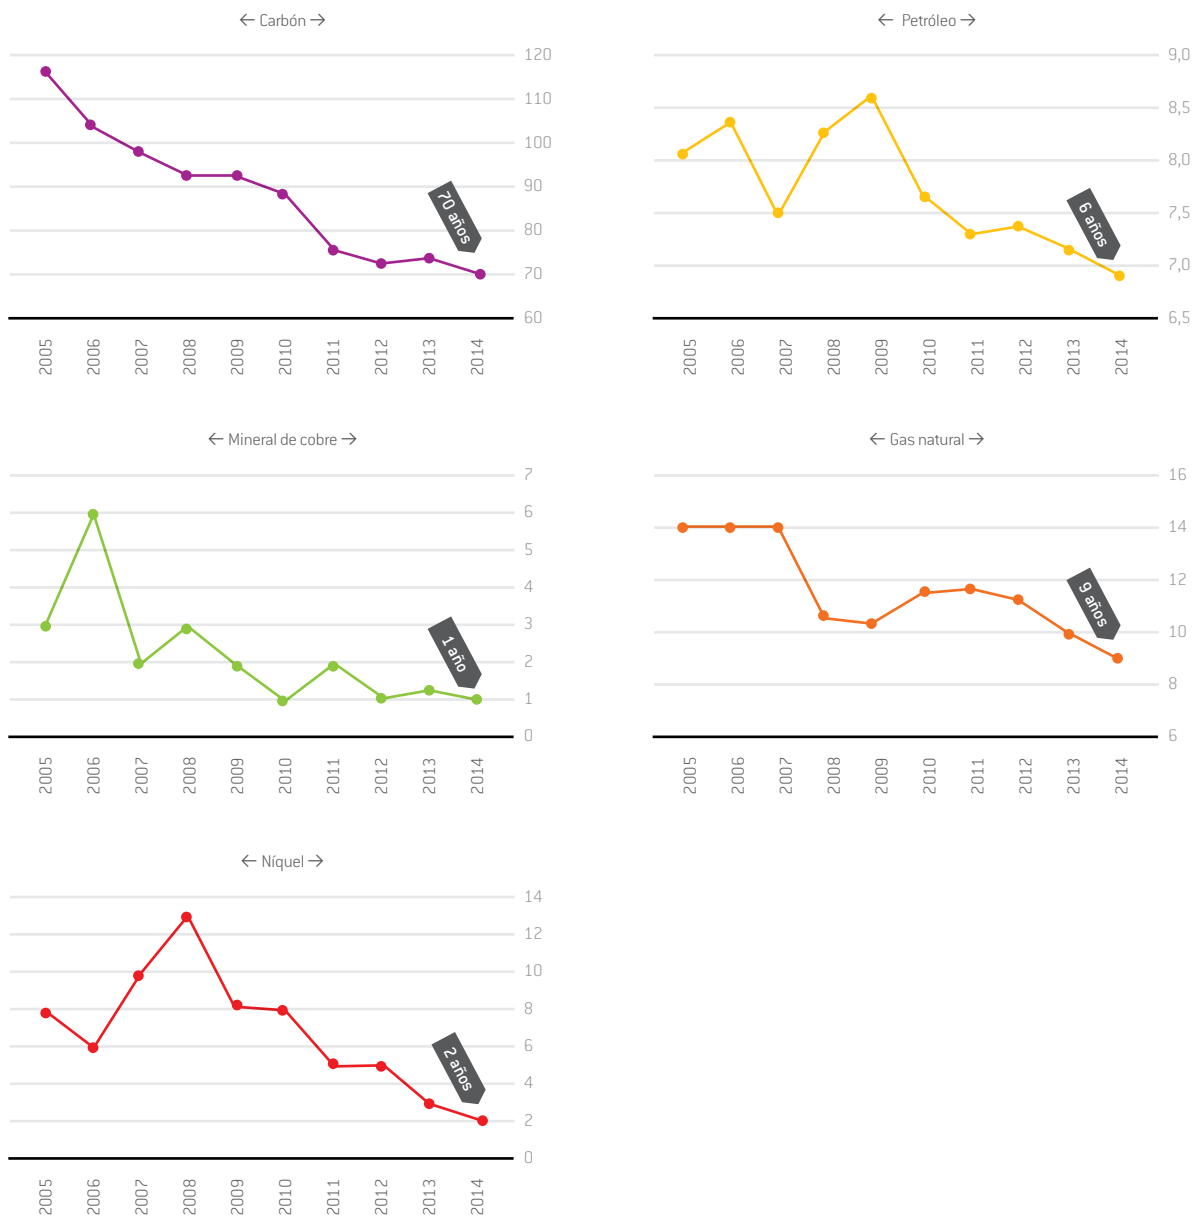 ← Carbón →
120
110
100
90
80
70
60
70 años
2005 2006 2007 2008 2009 2010 2011 2012 2013 2014
← Petróleo →
9,0
8,5
8,0
7,5
7,0
6,5
6 años
2005 2006 2007 2008 2009 2010 2011 2012 2013 2014
← Mineral de cobre →
7
6
5
4
3
2
1
0
1 año
2005 2006 2007 2008 2009 2010 2011 2012 2013 2014
← Gas natural →
16
14
12
10
8
6
9 años
2005 2006 2007 2008 2009 2010 2011 2012 2013 2014
← Níquel →
14
12
10
8
6
4
2
0
2 años
2005 2006 2007 2008 2009 2010 2011 2012 2013 2014